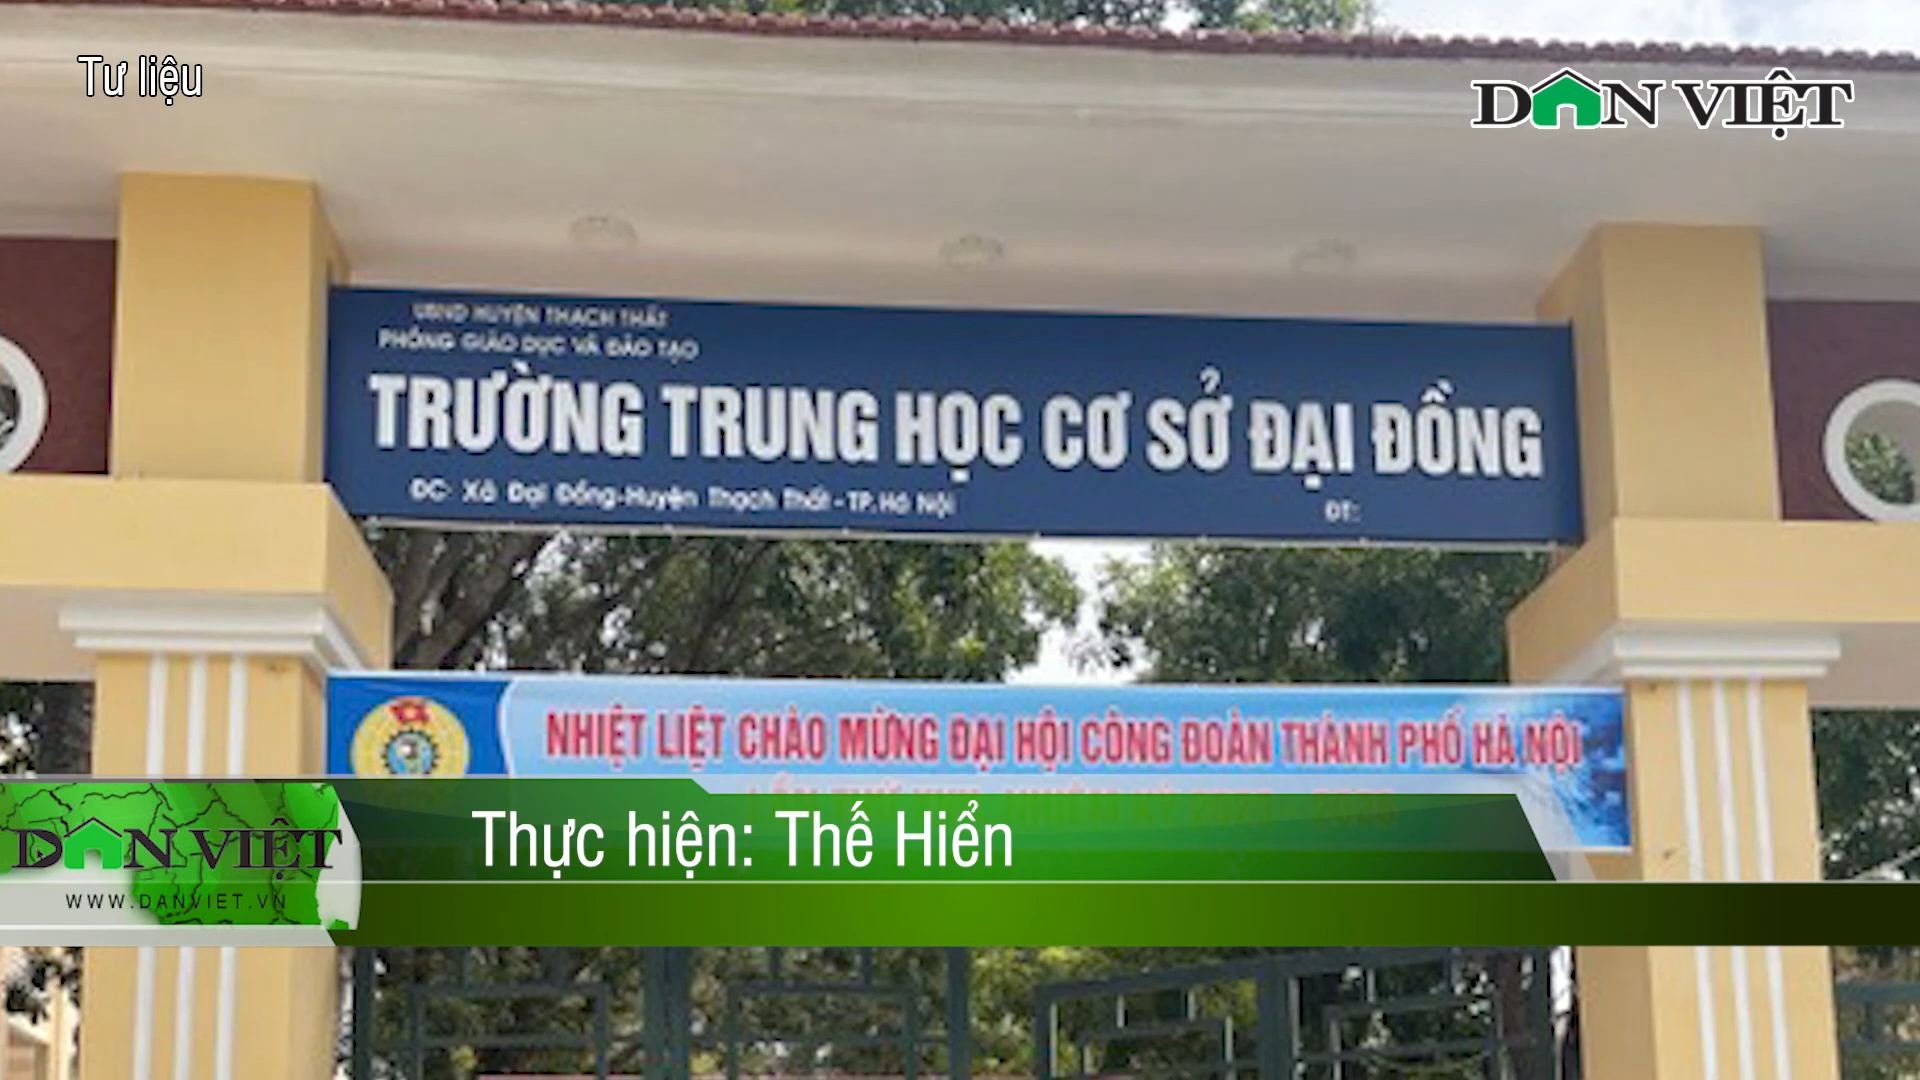 Tư liệu
DÂN VIỆT
UBND HUYỆN THẠCH THẤT
PHÒNG GIÁO DỤC VÀ ĐÀO TẠO
TRƯỜNG TRUNG HỌC CƠ SỞ ĐẠI ĐỒNG
ĐC: Xã Đại Đồng-Huyện Thạch Thất-TP.Hà Nội
ĐT:
NHIỆT LIỆT CHÀO MỪNG ĐẠI HỘI CÔNG ĐOÀN THÀNH PHỐ HÀ NỘI
Thực hiện: Thế Hiển
DÂN VIỆT
WWW.DANVIET.VN